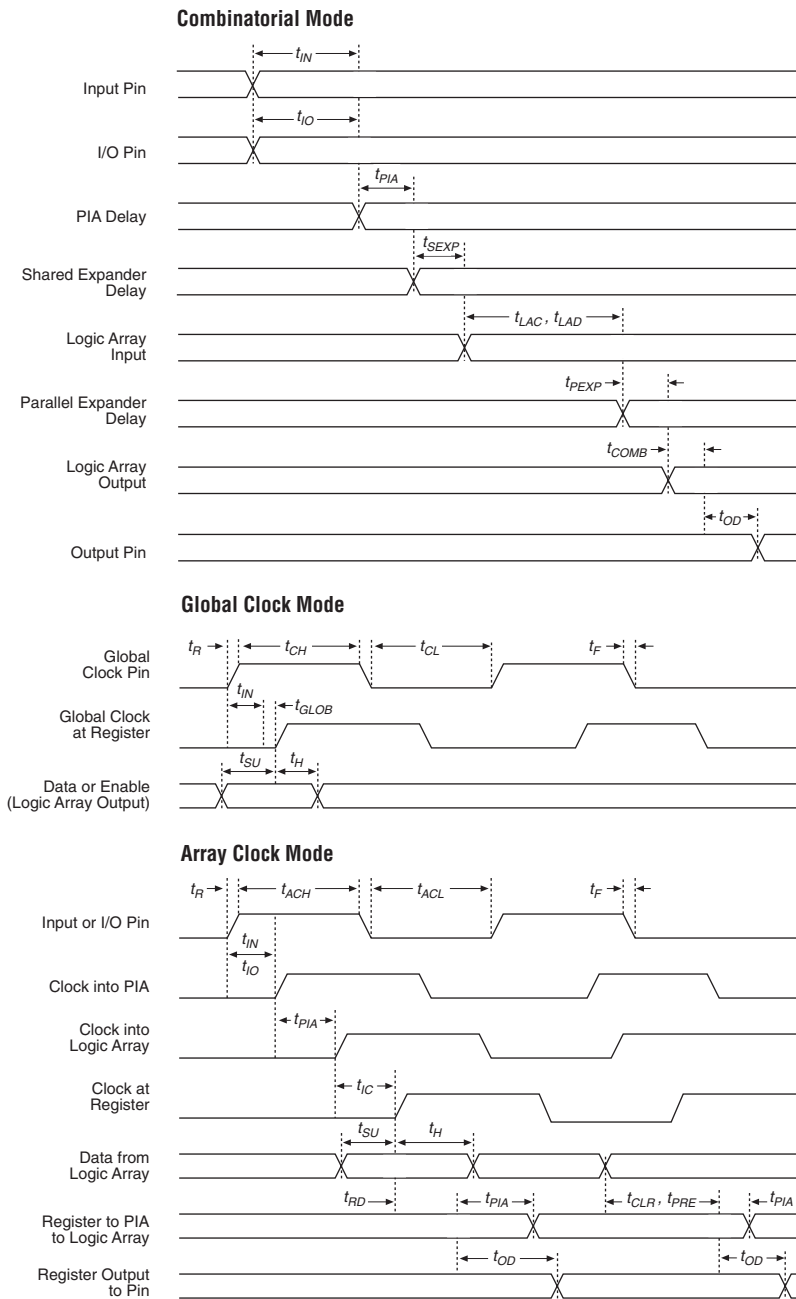 Combinatorial Mode
tIN
Input Pin
tIO
I/O Pin
tPIA
PIA Delay
tSEXP
Shared Expander
Delay
tLAC , tLAD
Logic Array
Input
tPEXP
Parallel Expander
Delay
tCOMB
Logic Array
Output
tOD
Output Pin
Global Clock Mode
tR tCH tCL tF
Global
Clock Pin
tIN tGLOB
Global Clock
at Register
tSU tH
Data or Enable
(Logic Array Output)
Array Clock Mode
tR tACH tACL tF
Input or I/O Pin
tIN
tIO
Clock into PIA
tPIA
Clock into
Logic Array
tIC
Clock at
Register
tSU tH
Data from
Logic Array
tRD tPIA tCLR , tPRE tPIA
Register to PIA
to Logic Array
tOD tOD
Register Output
to Pin